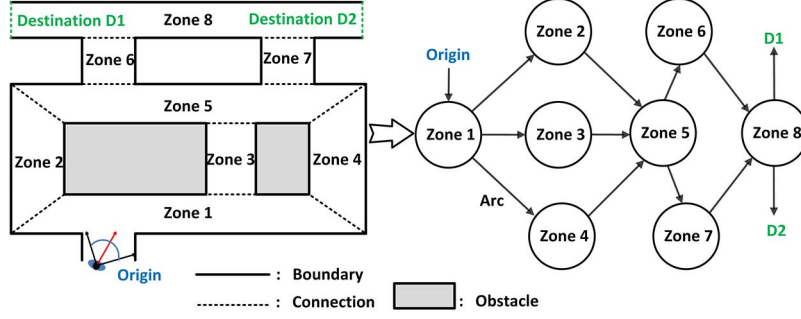 Destination D1
Zone 8
Destination D2
Zone 6
Zone 7
Zone 5
Zone 2
Zone 3
Zone 4
Zone 1
Origin
Origin
Zone 1
Zone 2
Zone 3
Zone 4
Arc
Zone 5
Zone 6
Zone 7
Zone 8
D1
D2
: Boundary
: Connection
: Obstacle